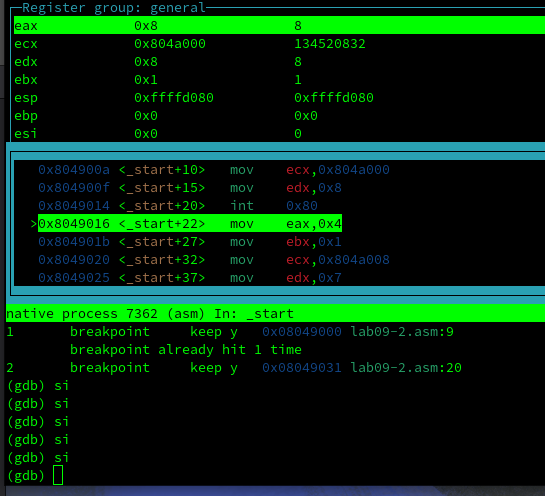 Register group: general
eax 0x8 8
ecx 0x804a000 134520832
edx 0x8 8
ebx 0x1 1
esp 0xffffd080 0xffffd080
ebp 0x0 0x0
esi 0x0 0
0x804900a <_start+10> mov ecx,0x804a000
0x804900f <_start+15> mov edx,0x8
0x8049014 <_start+20> int 0x80
>0x8049016 <_start+22> mov eax,0x4
0x804901b <_start+27> mov ebx,0x1
0x8049020 <_start+32> mov ecx,0x804a008
0x8049025 <_start+37> mov edx,0x7
native process 7362 (asm) In: _start
1 breakpoint keep y 0x08049000 lab09-2.asm:9
breakpoint already hit 1 time
2 breakpoint keep y 0x08049031 lab09-2.asm:20
(gdb) si
(gdb) si
(gdb) si
(gdb) si
(gdb) si
(gdb)